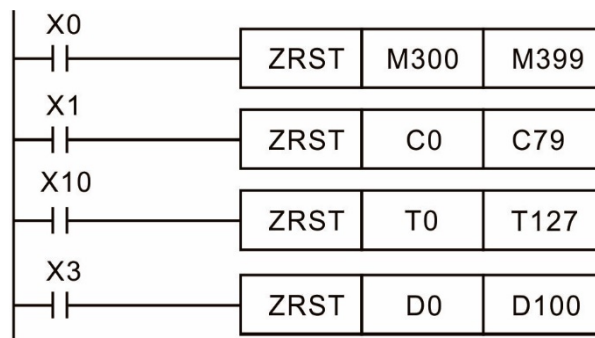 X0
ZRST M300 M399
X1
ZRST C0 C79
X10
ZRST T0 T127
X3
ZRST D0 D100